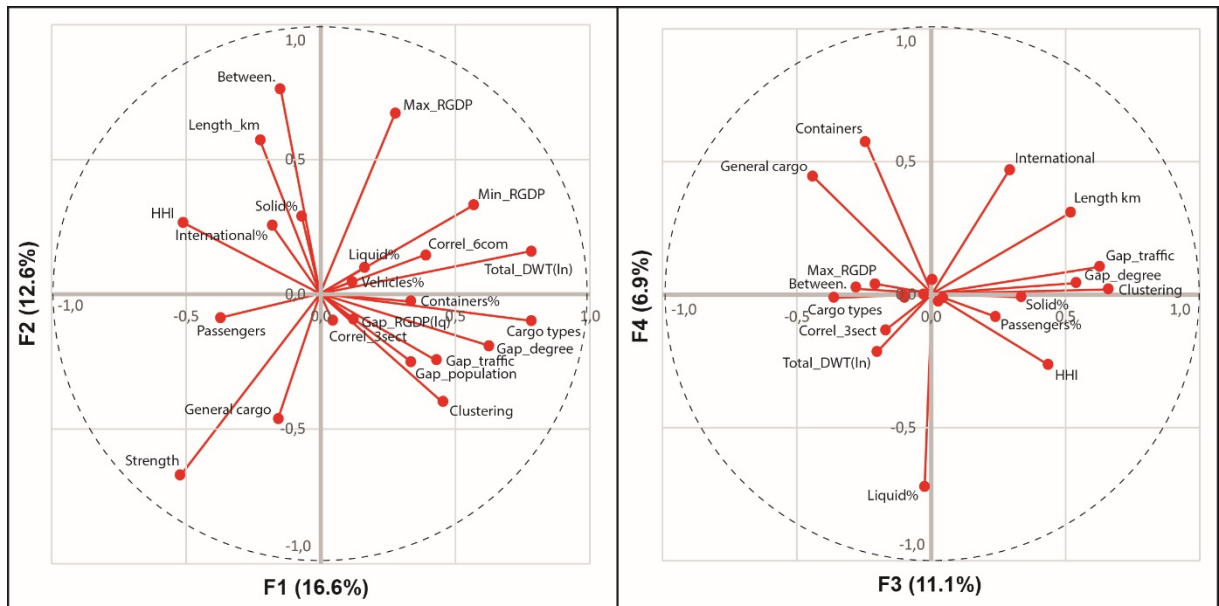 1,0
Between.
Max_RGDP
Length_km
0,5
Min_RGDP
HHI
Solid%
International%
Correl_6com
Liquid%
Total_DWT(ln)
Vehicles%
-1,0
-0,5
0,0
0,5
1,0
Containers%
Passengers
Gap_RGDP(lq)
Cargo types
Correl_3sect
Gap_degree
Gap_traffic
Gap_population
General cargo
Clustering
-0,5
Strength
-1,0
F2 (12.6%)
F1 (16.6%)
1,0
Containers
General cargo
0,5
International
Length km
Gap_traffic
Max_RGDP
Gap_degree
Between.
Clustering
-1,0
-0,5
0,0
0,5
1,0
Cargo types
Solid%
Correl_3sect
Passengers%
Total_DWT(ln)
HHI
-0,5
Liquid%
-1,0
F4 (6.9%)
F3 (11.1%)